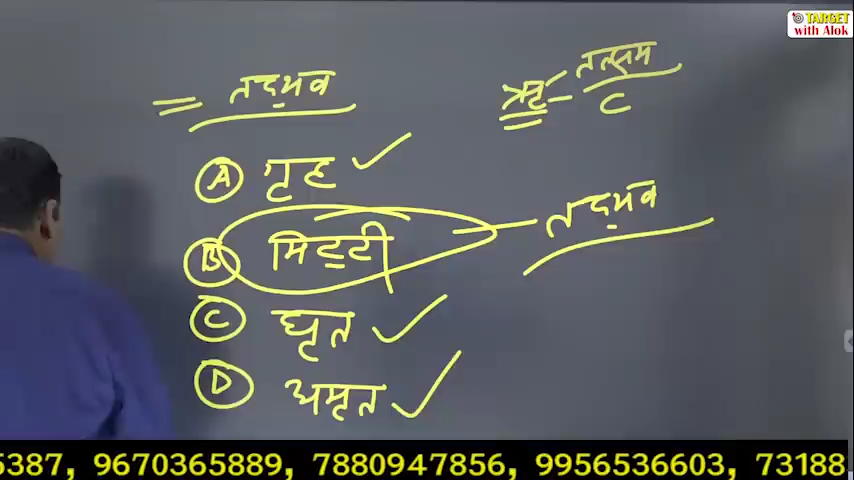 TARGET
with Alok
तद्भव
ऋ तत्सम
C
A गृह
B मिट्टी तद्भव
C घृत
D अमृत
5387, 9670365889, 7880947856, 9956536603, 73188